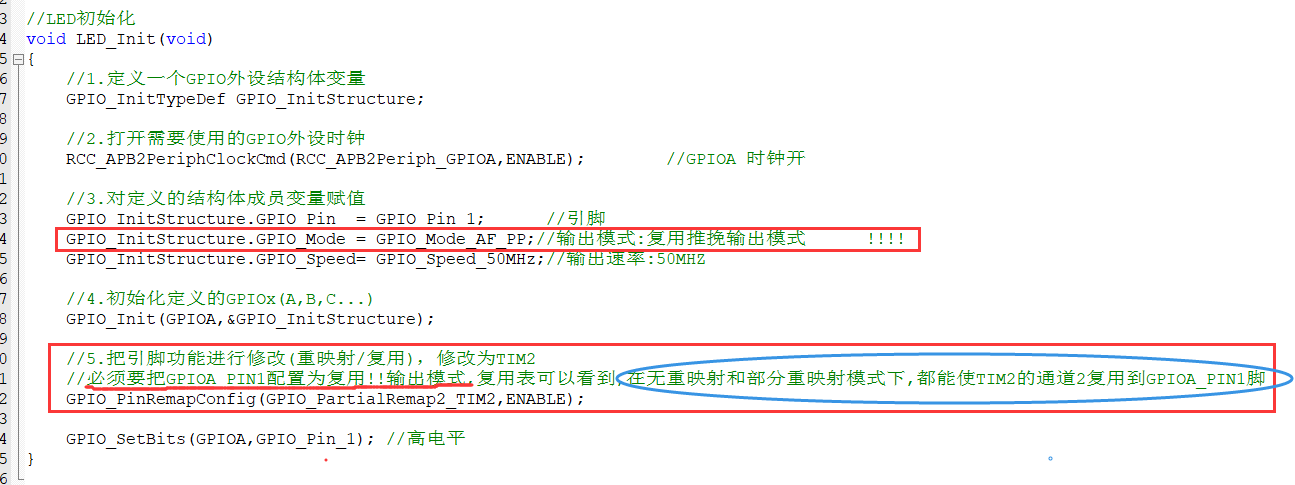 3 //LED初始化
4 void LED_Init(void)
5 {
6 //1.定义一个GPIO外设结构体变量
7 GPIO_InitTypeDef GPIO_InitStructure;
8
9 //2.打开需要使用的GPIO外设时钟
0 RCC_APB2PeriphClockCmd(RCC_APB2Periph_GPIOA,ENABLE); //GPIOA 时钟开
1
2 //3.对定义的结构体成员变量赋值
3 GPIO_InitStructure.GPIO_Pin = GPIO_Pin_1; //引脚
4 GPIO_InitStructure.GPIO_Mode = GPIO_Mode_AF_PP;//输出模式:复用推挽输出模式 !!!!
5 GPIO_InitStructure.GPIO_Speed= GPIO_Speed_50MHz;//输出速率:50MHZ
6
7 //4.初始化定义的GPIOx(A,B,C...)
8 GPIO_Init(GPIOA,&GPIO_InitStructure);
9
0 //5.把引脚功能进行修改(重映射/复用), 修改为TIM2
1 //必须要把GPIOA_PIN1配置为复用!!输出模式,复用表可以看到,在无重映射和部分重映射模式下,都能使TIM2的通道2复用到GPIOA_PIN1脚
2 GPIO_PinRemapConfig(GPIO_PartialRemap2_TIM2,ENABLE);
3
4 GPIO_SetBits(GPIOA,GPIO_Pin_1); //高电平
5 }
6